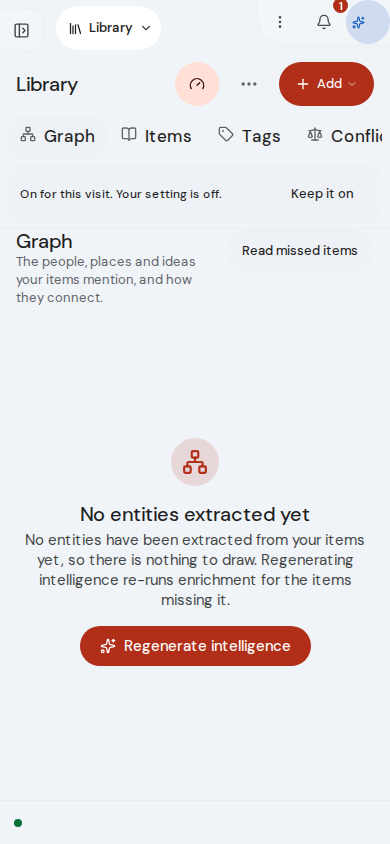 Library
1
Library
Add
Graph
Items
Tags
On for this visit. Your setting is off.
Keep it on
Graph
Read missed items
The people, places and ideas
your items mention, and how
they connect.
No entities extracted yet
No entities have been extracted from your items
yet, so there is nothing to draw. Regenerating
intelligence re-runs enrichment for the items
missing it.
Regenerate intelligence